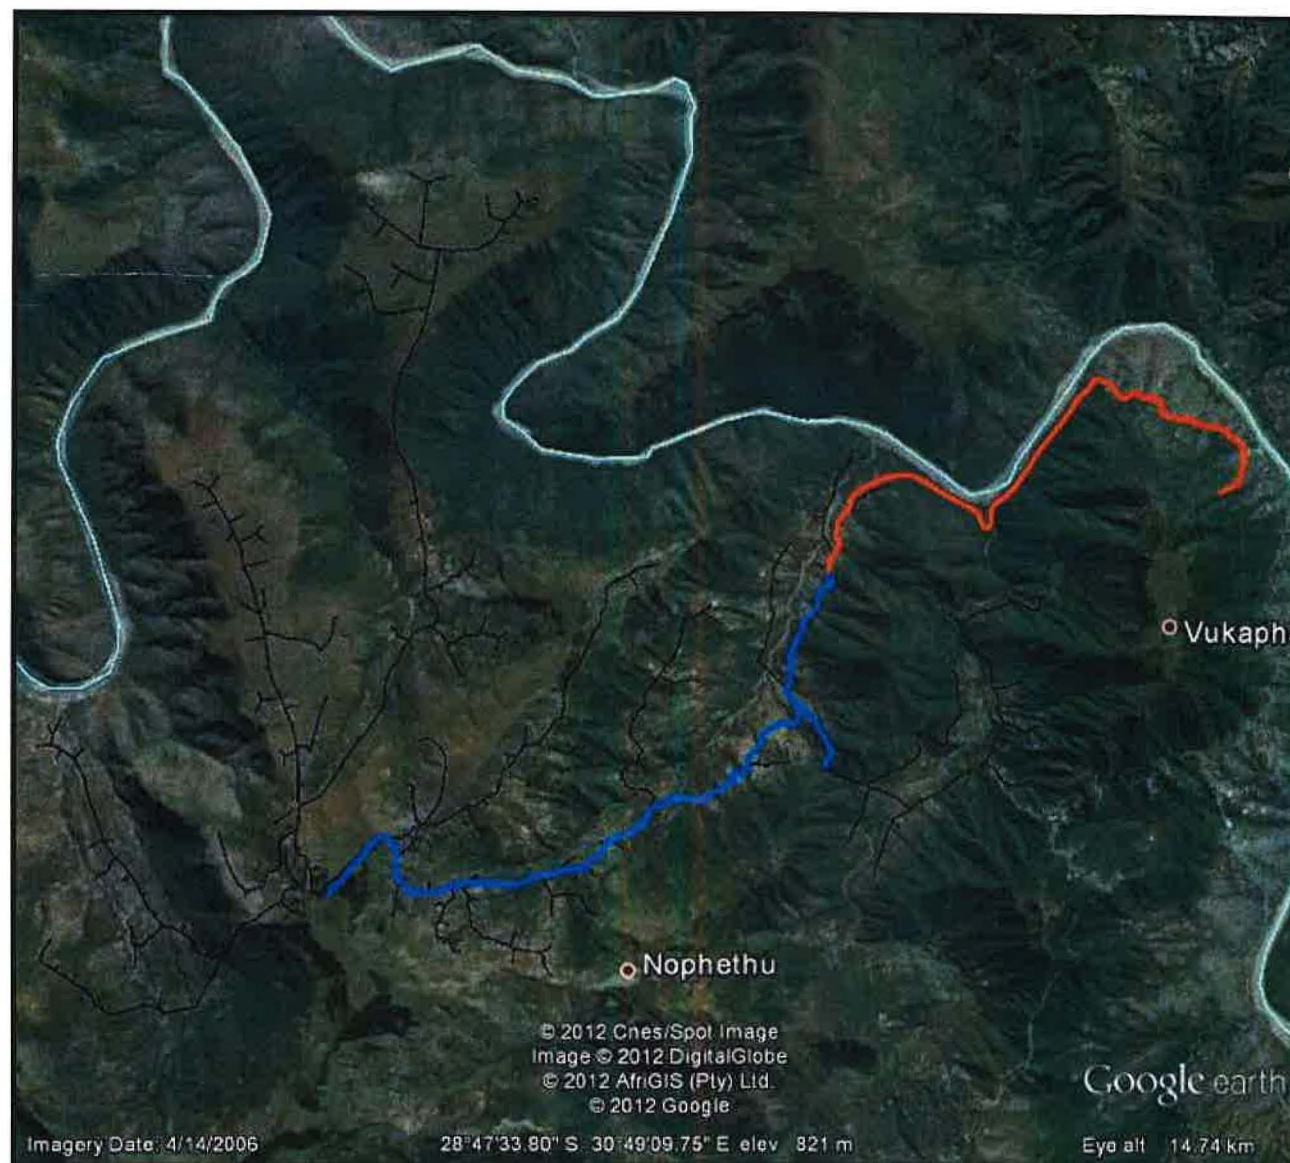 Vukaph
Nophethu
© 2012 Cnes/Spot Image
Image © 2012 DigitalGlobe
© 2012 AfriGIS (Pty) Ltd.
© 2012 Google
Google earth
Imagery Date: 4/14/2006 28°47'33.80" S 30°49'09.75" E elev 821 m Eye alt 14.74 km